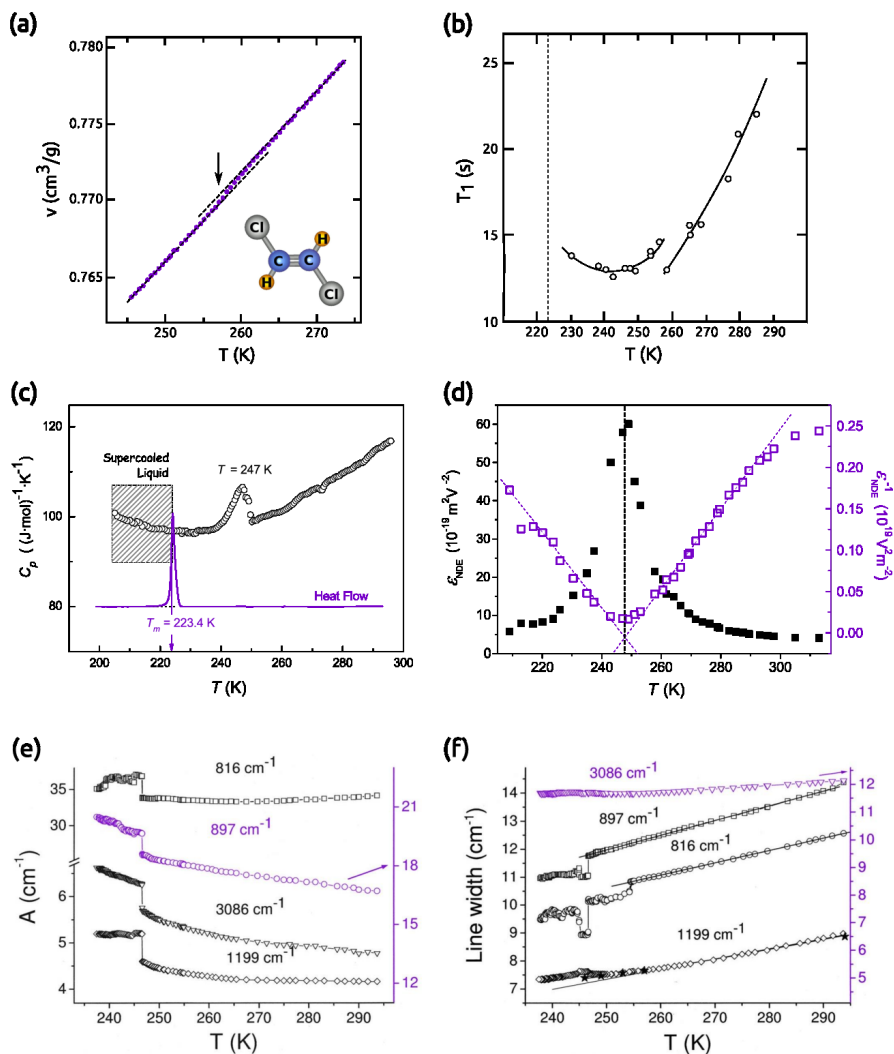 (a)
0.780
0.775
0.770
0.765
v (cm³/g)
250
260
270
T (K)
Cl
H
C
C
H
Cl
(b)
25
20
15
10
T₁ (s)
220
230
240
250
260
270
280
290
T (K)
(c)
120
100
80
Cₚ ( (J·mol)⁻¹·K⁻¹)
Supercooled
Liquid
T = 247 K
Heat Flow
Tₘ = 223.4 K
200
220
240
260
280
300
T (K)
(d)
60
50
40
30
20
10
0
ε_NDE (10⁻¹⁹ m²V⁻²)
0.25
0.20
0.15
0.10
0.05
0.00
ε⁻¹_NDE (10¹⁹V²m⁻²)
220
240
260
280
300
T (K)
(e)
816 cm⁻¹
897 cm⁻¹
3086 cm⁻¹
1199 cm⁻¹
35
30
6
5
4
A (cm⁻¹)
21
18
15
12
240
250
260
270
280
290
T (K)
(f)
3086 cm⁻¹
897 cm⁻¹
816 cm⁻¹
1199 cm⁻¹
14
13
12
11
10
9
8
7
Line width (cm⁻¹)
12
11
10
9
8
7
6
5
240
250
260
270
280
290
T (K)